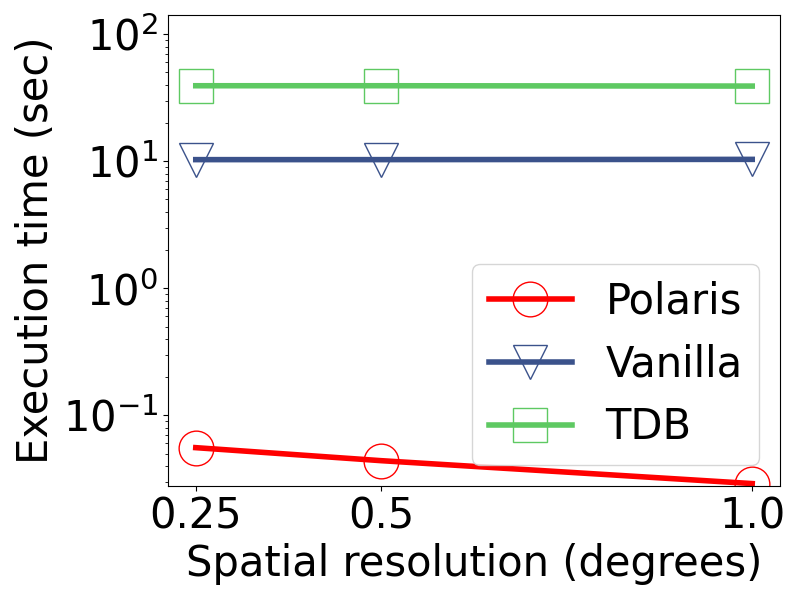 Execution time (sec)
10²
10¹
10⁰
10⁻¹
Polaris
Vanilla
TDB
0.25
0.5
1.0
Spatial resolution (degrees)